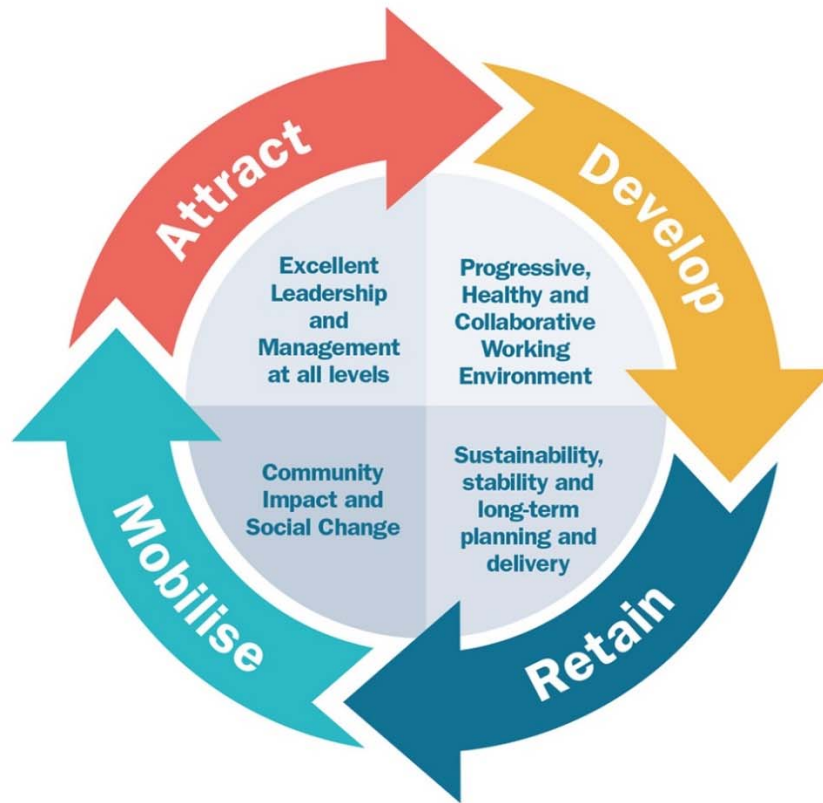 Attract
Develop
Excellent
Leadership
and
Management
at all levels
Progressive,
Healthy and
Collaborative
Working
Environment
Community
Impact and
Social Change
Sustainability,
stability and
long-term
planning and
delivery
Mobilise
Retain